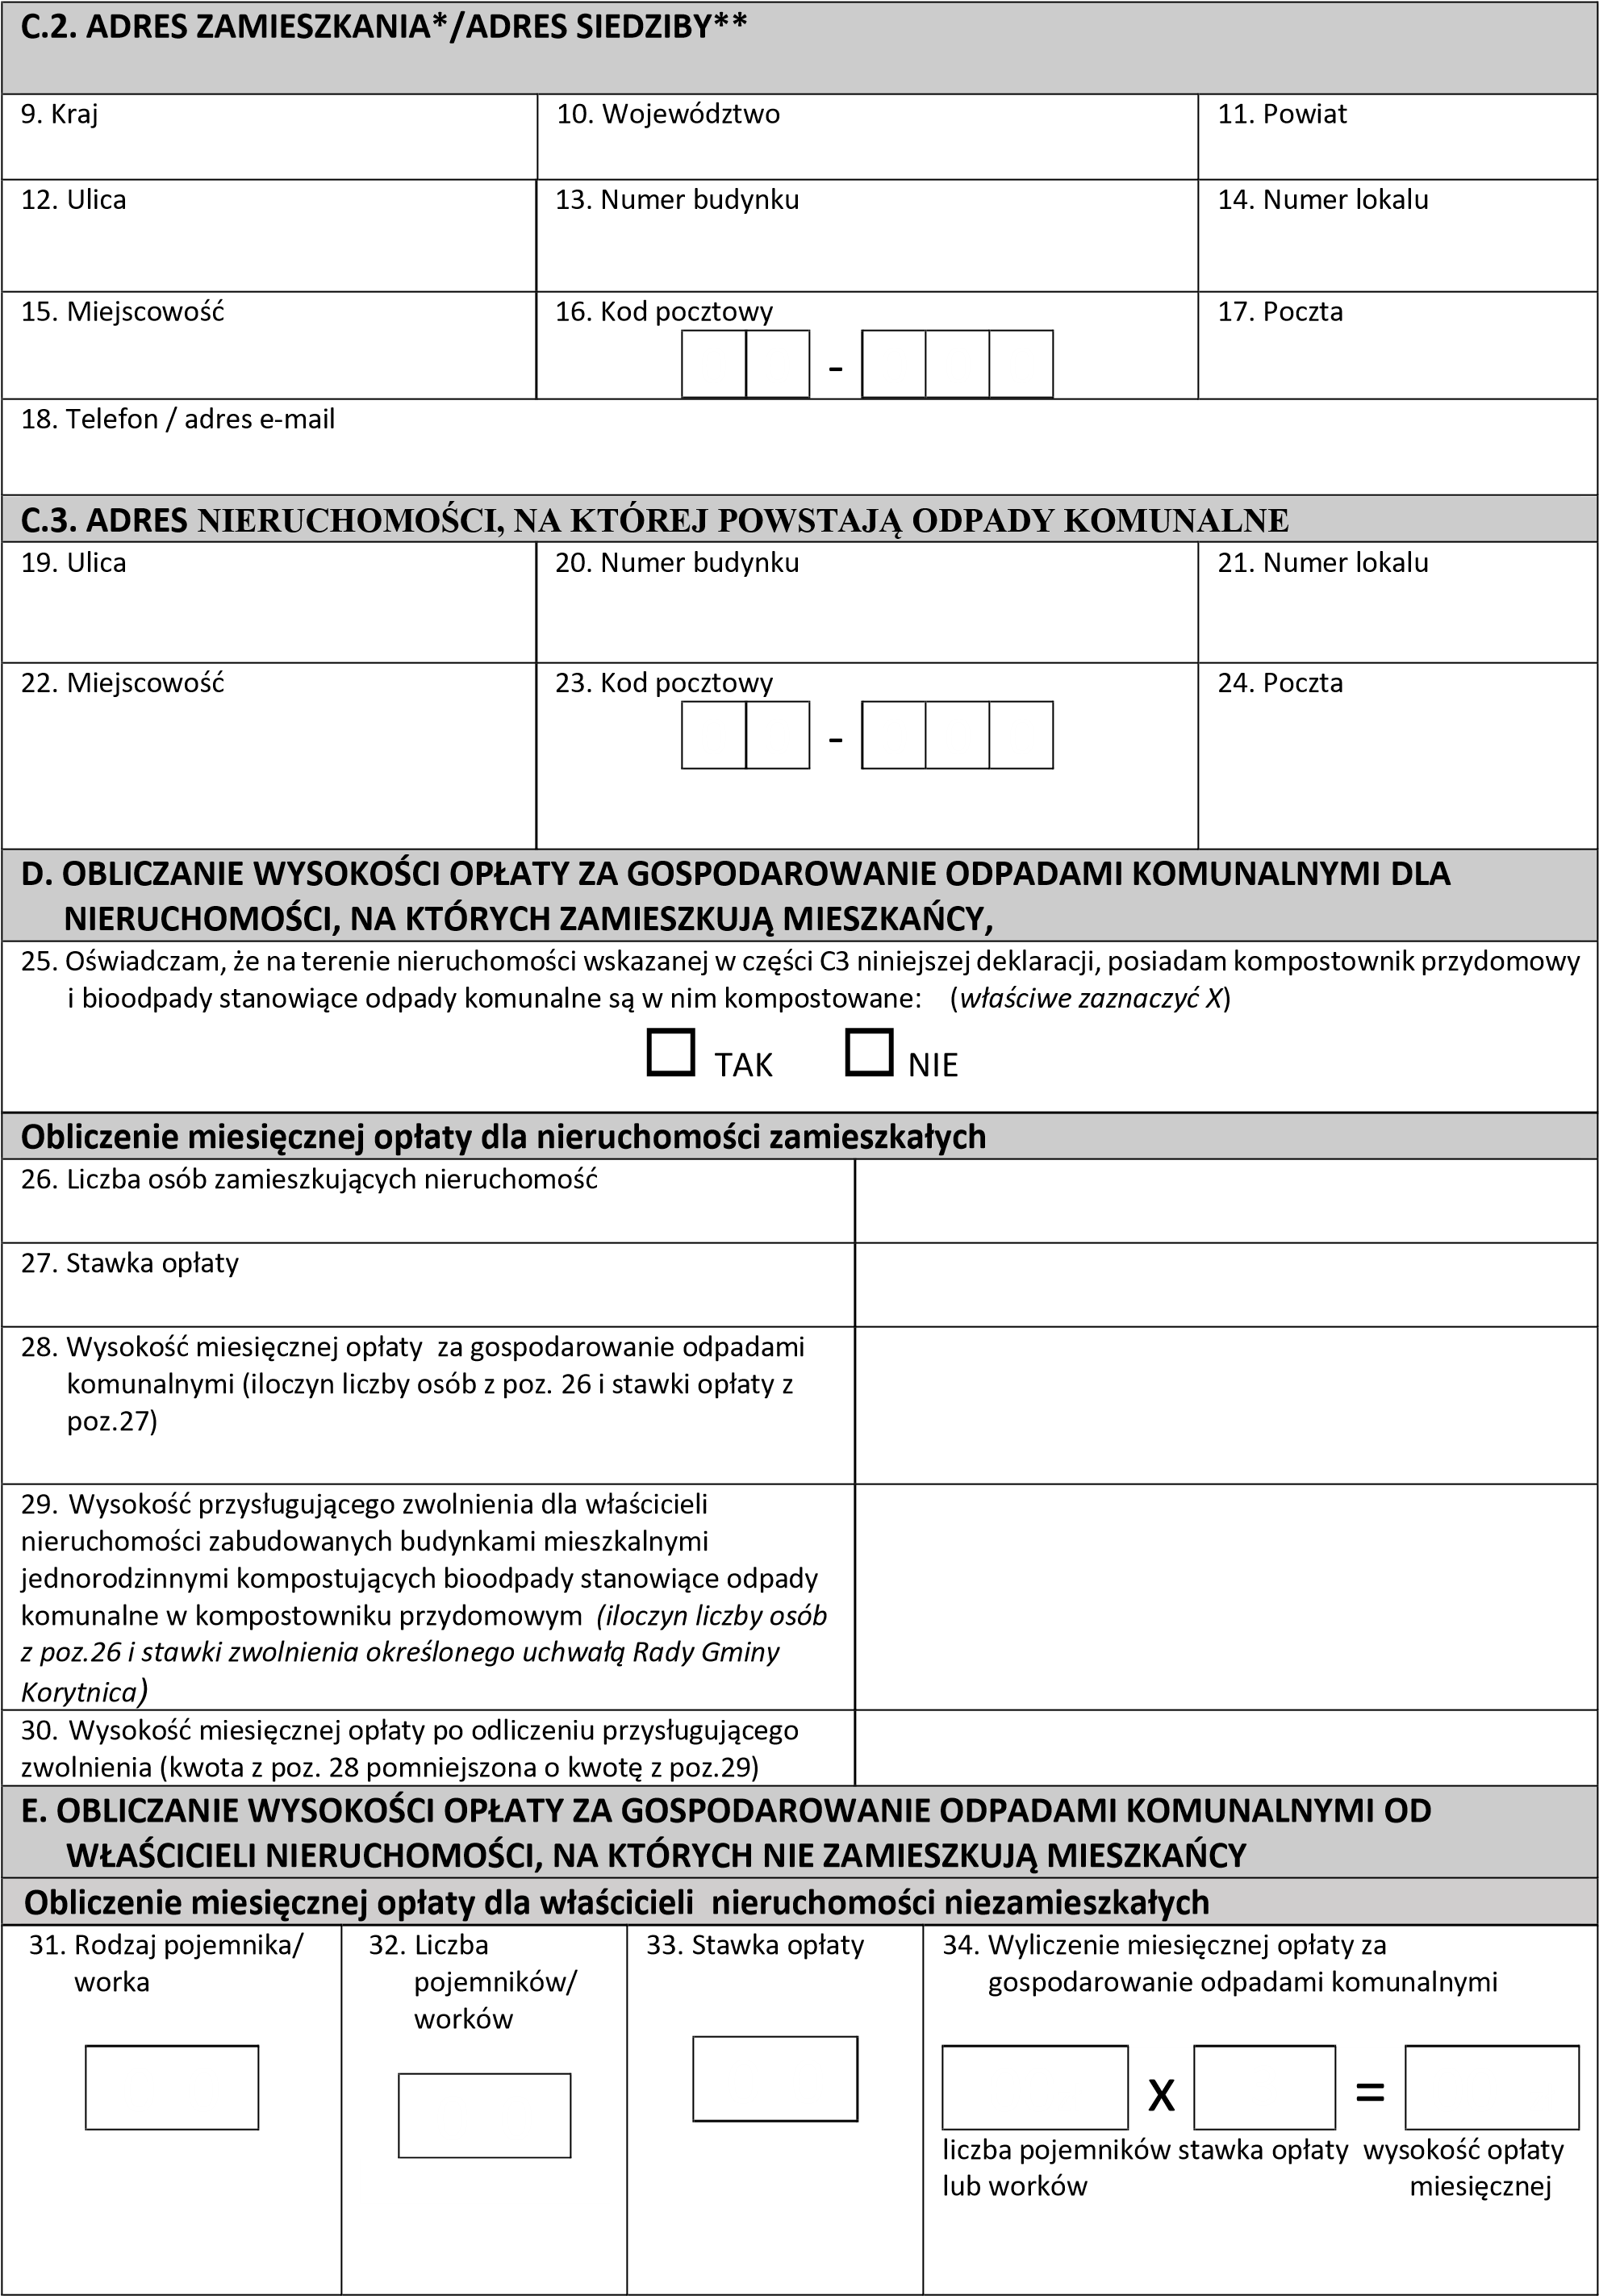 C.2. ADRES ZAMIESZKANIA*/ADRES SIEDZIBY**
9. Kraj
10. Województwo
11. Powiat
12. Ulica
13. Numer budynku
14. Numer lokalu
15. Miejscowość
16. Kod pocztowy
-
17. Poczta
18. Telefon / adres e-mail
C.3. ADRES NIERUCHOMOŚCI, NA KTÓREJ POWSTAJĄ ODPADY KOMUNALNE
19. Ulica
20. Numer budynku
21. Numer lokalu
22. Miejscowość
23. Kod pocztowy
-
24. Poczta
D. OBLICZANIE WYSOKOŚCI OPŁATY ZA GOSPODAROWANIE ODPADAMI KOMUNALNYMI DLA
NIERUCHOMOŚCI, NA KTÓRYCH ZAMIESZKUJĄ MIESZKAŃCY,
25. Oświadczam, że na terenie nieruchomości wskazanej w części C3 niniejszej deklaracji, posiadam kompostownik przydomowy
i bioodpady stanowiące odpady komunalne są w nim kompostowane: (właściwe zaznaczyć X)
TAK NIE
Obliczenie miesięcznej opłaty dla nieruchomości zamieszkałych
26. Liczba osób zamieszkujących nieruchomość
27. Stawka opłaty
28. Wysokość miesięcznej opłaty za gospodarowanie odpadami
komunalnymi (iloczyn liczby osób z poz. 26 i stawki opłaty z
poz.27)
29. Wysokość przysługującego zwolnienia dla właścicieli
nieruchomości zabudowanych budynkami mieszkalnymi
jednorodzinnymi kompostujących bioodpady stanowiące odpady
komunalne w kompostowniku przydomowym (iloczyn liczby osób
z poz.26 i stawki zwolnienia określonego uchwałą Rady Gminy
Korytnica)
30. Wysokość miesięcznej opłaty po odliczeniu przysługującego
zwolnienia (kwota z poz. 28 pomniejszona o kwotę z poz.29)
E. OBLICZANIE WYSOKOŚCI OPŁATY ZA GOSPODAROWANIE ODPADAMI KOMUNALNYMI OD
WŁAŚCICIELI NIERUCHOMOŚCI, NA KTÓRYCH NIE ZAMIESZKUJĄ MIESZKAŃCY
Obliczenie miesięcznej opłaty dla właścicieli nieruchomości niezamieszkałych
31. Rodzaj pojemnika/
worka
32. Liczba
pojemników/
worków
33. Stawka opłaty
34. Wyliczenie miesięcznej opłaty za
gospodarowanie odpadami komunalnymi
x =
liczba pojemników stawka opłaty wysokość opłaty
lub worków miesięcznej